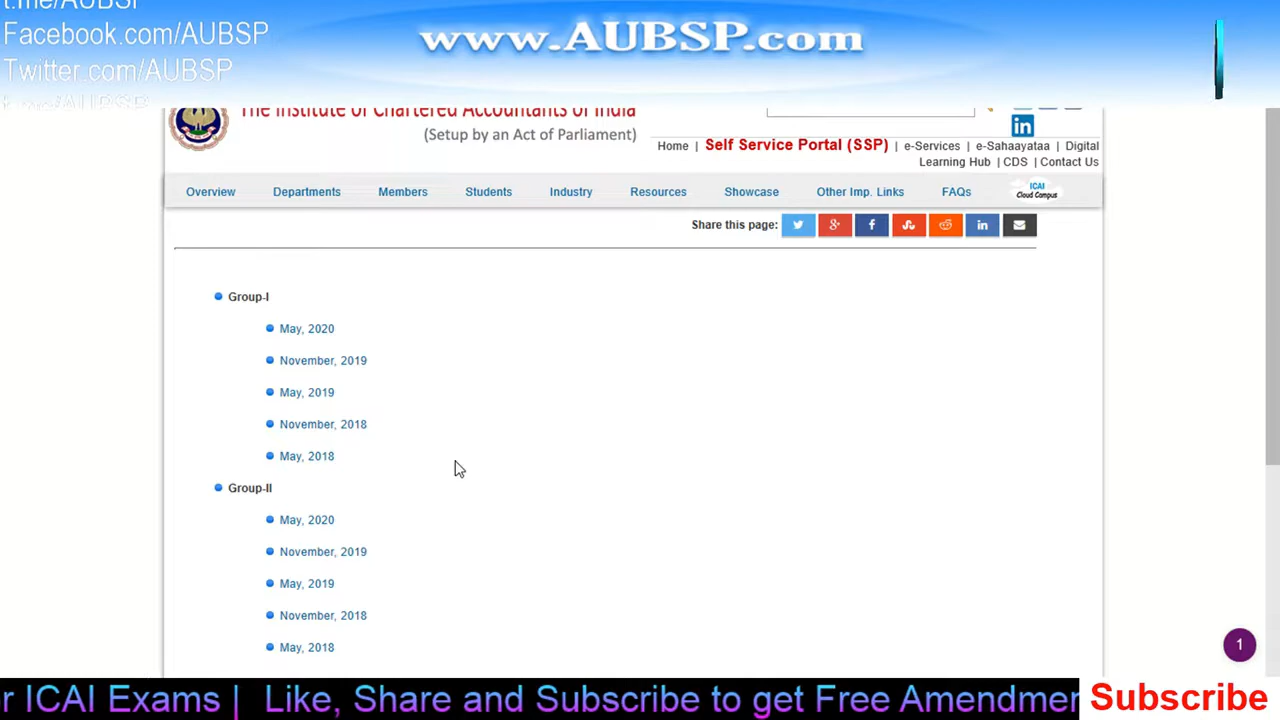 t.me/AUBSP
Facebook.com/AUBSP
Twitter.com/AUBSP
www.AUBSP.com
The Institute of Chartered Accountants of India
(Setup by an Act of Parliament)
Home | Self Service Portal (SSP) | e-Services | e-Sahaayataa | Digital
Learning Hub | CDS | Contact Us
Overview Departments Members Students Industry Resources Showcase Other Imp. Links FAQs ICAI Cloud Campus
Share this page:
Group-I
May, 2020
November, 2019
May, 2019
November, 2018
May, 2018
Group-II
May, 2020
November, 2019
May, 2019
November, 2018
May, 2018
1
r ICAI Exams | Like, Share and Subscribe to get Free Amendmer
Subscribe